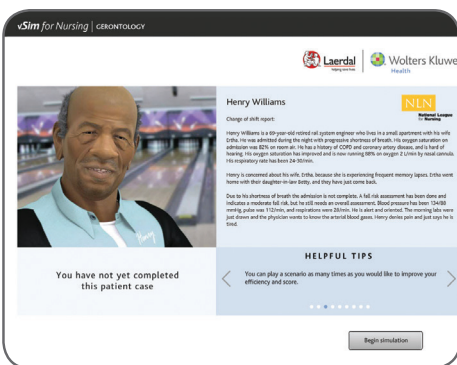 vSim for Nursing | GERONTOLOGY
Laerdal
helping save lives
Wolters Kluwe
Health
Henry Williams
NLN
National League
for Nursing
Change of shift report:
Henry Williams is a 69-year-old retired rail system engineer who lives in a small apartment with his wife
Ertha. He was admitted during the night with progressive shortness of breath. His oxygen saturation on
admission was 82% on room air. He has a history of COPD and coronary artery disease, and is hard of
hearing. His oxygen saturation has improved and is now running 88% on oxygen 2 L/min by nasal cannula.
His respiratory rate has been 24-30/min.
Henry is concerned about his wife, Ertha, because she is experiencing frequent memory lapses. Ertha went
home with their daughter-in-law Betty, and they have just come back.
Due to his shortness of breath the admission is not complete. A fall risk assessment has been done and
indicates a moderate fall risk, but he still needs an overall assessment. Blood pressure has been 134/88
mmHg, pulse was 112/min, and respirations were 28/min. He is alert and oriented. The morning labs were
just drawn and the physician wants to know the arterial blood gases. Henry denies pain and just says he is
tired.
Henry
You have not yet completed
this patient case
HELPFUL TIPS
You can play a scenario as many times as you would like to improve your
efficiency and score.
Begin simulation